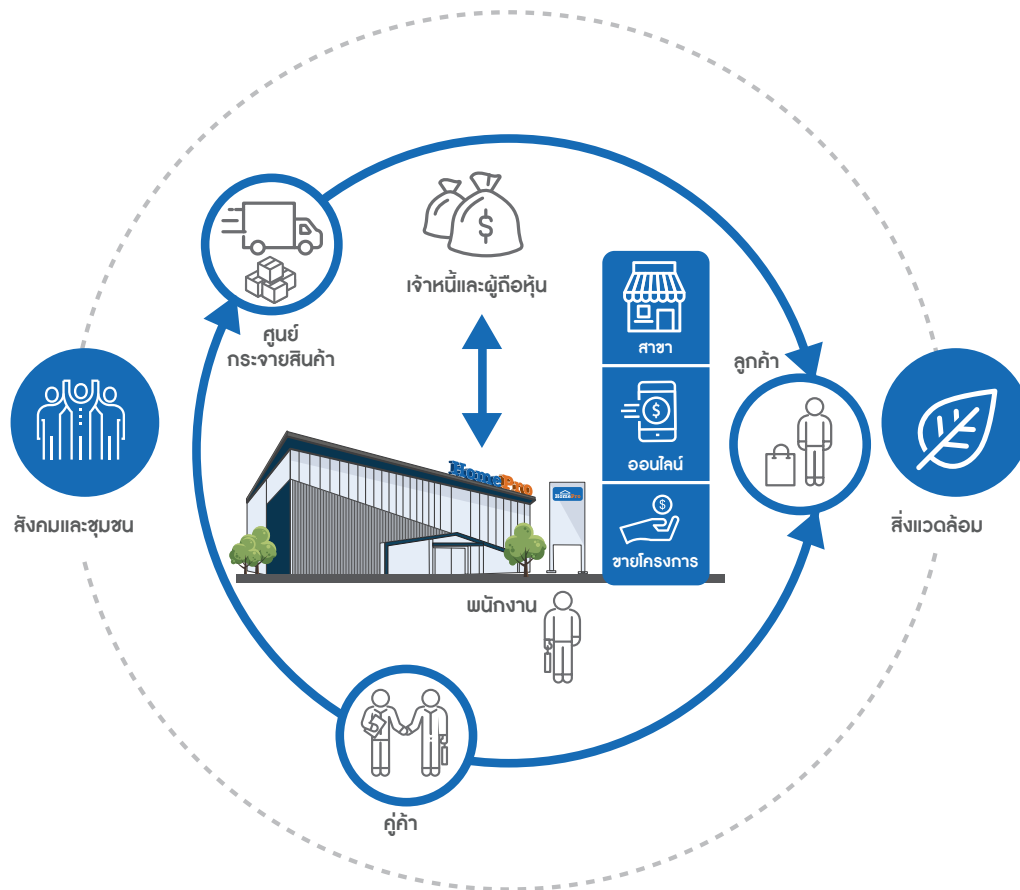 เจ้าหนี้และผู้ถือหุ้น
ศูนย์
กระจายสินค้า
สาขา
ลูกค้า
ออนไลน์
HomePro
HomePro
สังคมและชุมชน
สิ่งแวดล้อม
ขายโครงการ
พนักงาน
คู่ค้า